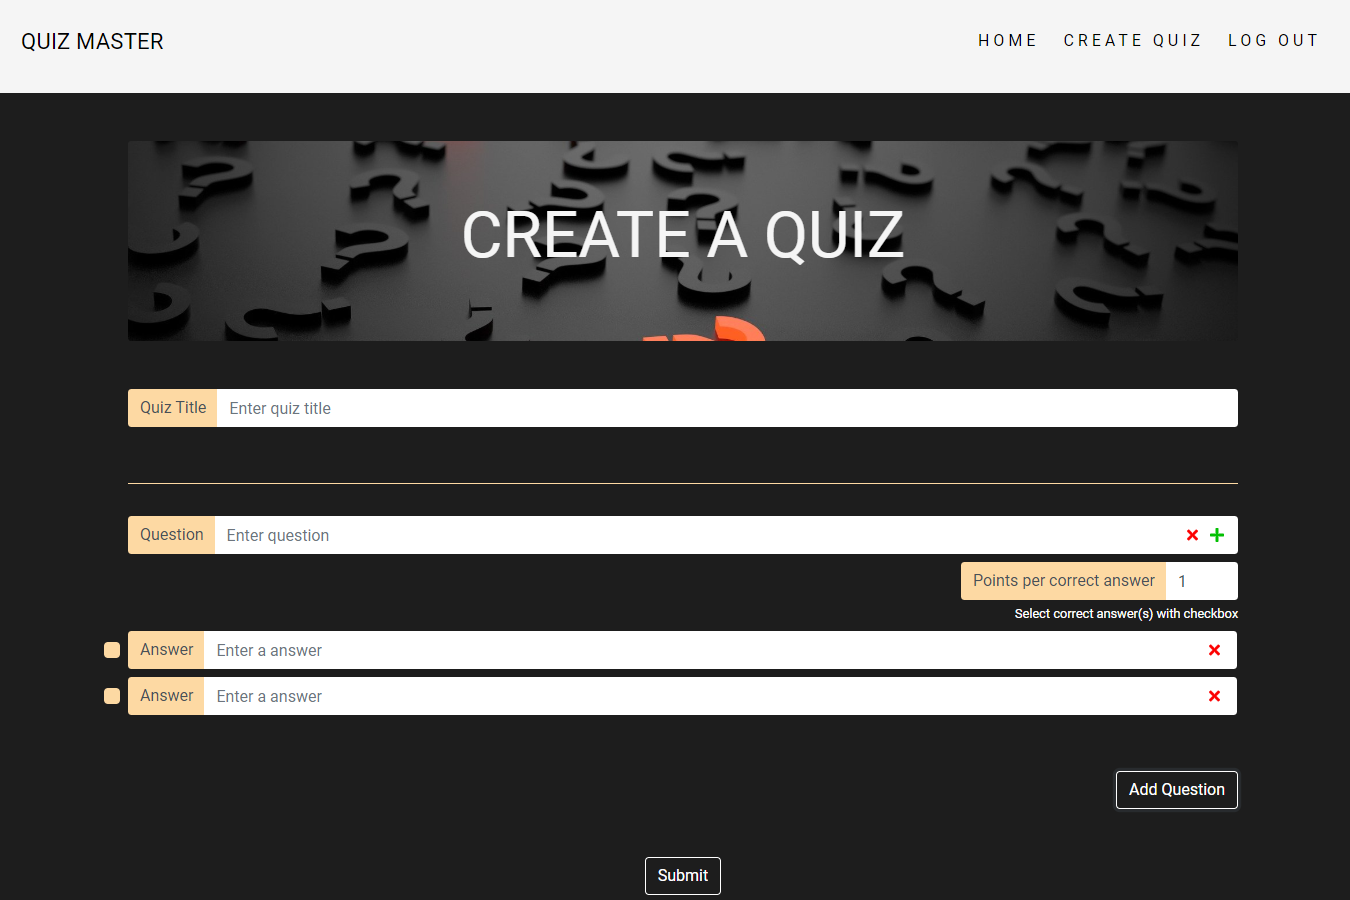 QUIZ MASTER
HOME CREATE QUIZ LOG OUT
CREATE A QUIZ
Quiz Title Enter quiz title
Question Enter question
Points per correct answer 1
Select correct answer(s) with checkbox
Answer Enter a answer
Answer Enter a answer
Add Question
Submit